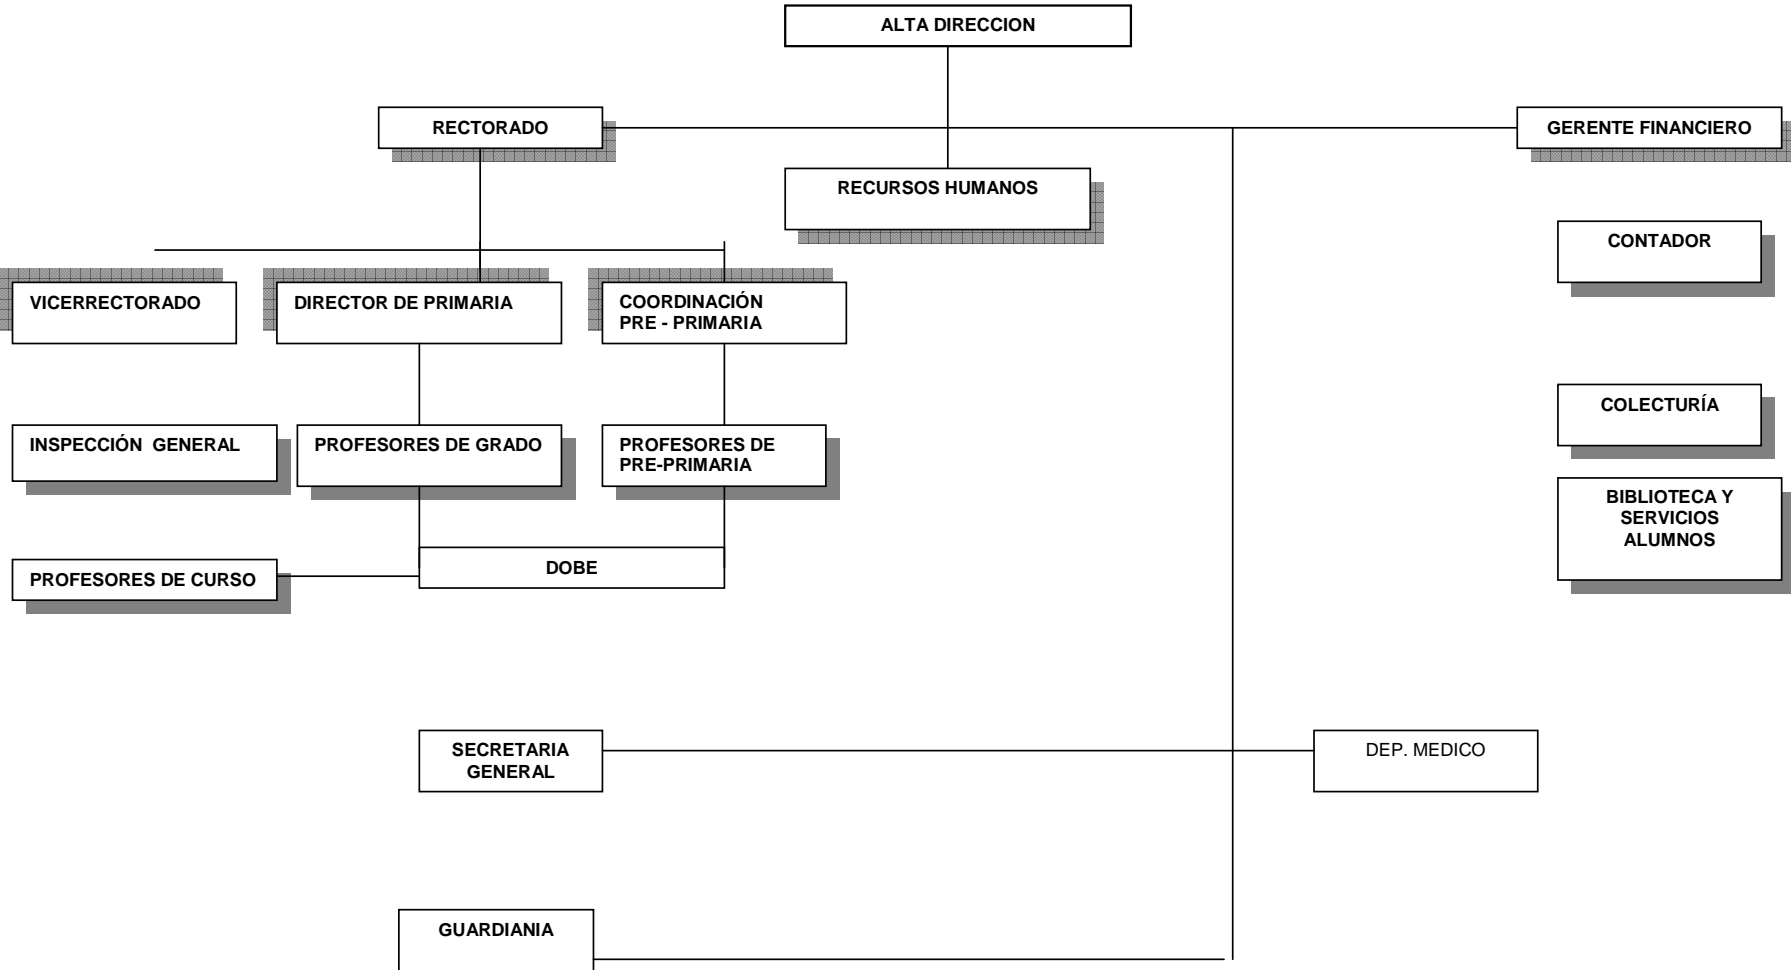 ALTA DIRECCION
RECTORADO
GERENTE FINANCIERO
RECURSOS HUMANOS
CONTADOR
VICERRECTORADO
DIRECTOR DE PRIMARIA
COORDINACIÓN
PRE - PRIMARIA
COLECTURÍA
INSPECCIÓN  GENERAL
PROFESORES DE GRADO
PROFESORES DE
PRE-PRIMARIA
BIBLIOTECA Y
SERVICIOS
ALUMNOS
PROFESORES DE CURSO
DOBE
SECRETARIA
GENERAL
DEP. MEDICO
GUARDIANIA